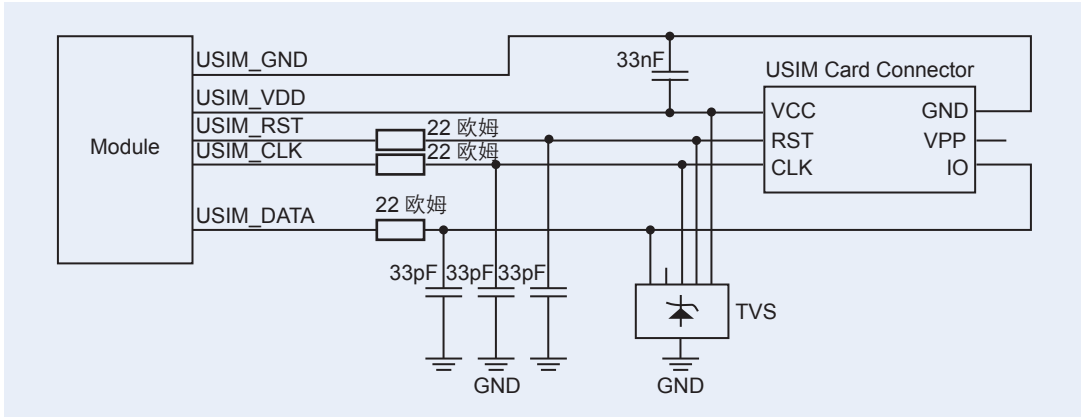 USIM_GND
33nF
USIM Card Connector
USIM_VDD
VCC
GND
USIM_RST
22 欧姆
Module
RST
VPP
USIM_CLK
22 欧姆
CLK
IO
USIM_DATA
22 欧姆
33pF
33pF
33pF
TVS
GND
GND